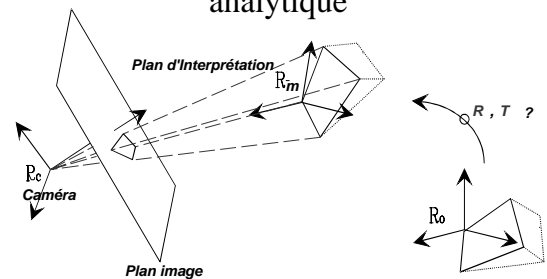 analytique
Plan d'Interprétation
Rm
R , T ?
Rc
Caméra
Ro
Plan image